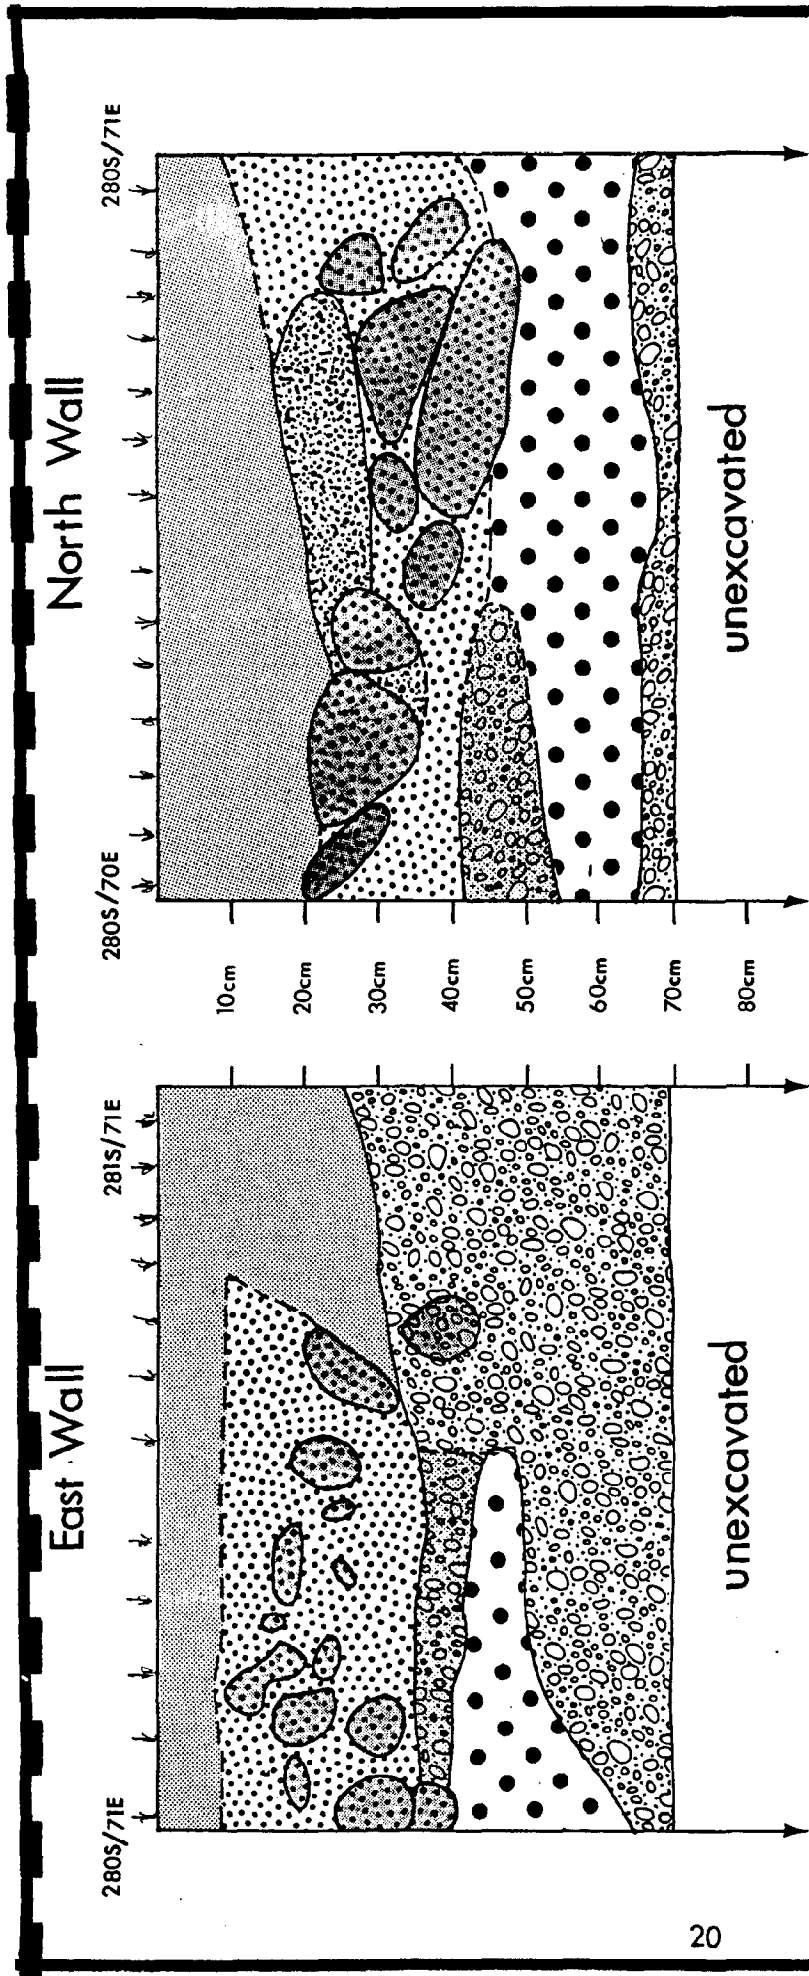 North Wall
280S/70E
280S/71E
10cm
20cm
30cm
40cm
50cm
60cm
70cm
80cm
unexcavated
East Wall
280S/71E
281S/71E
unexcavated
20